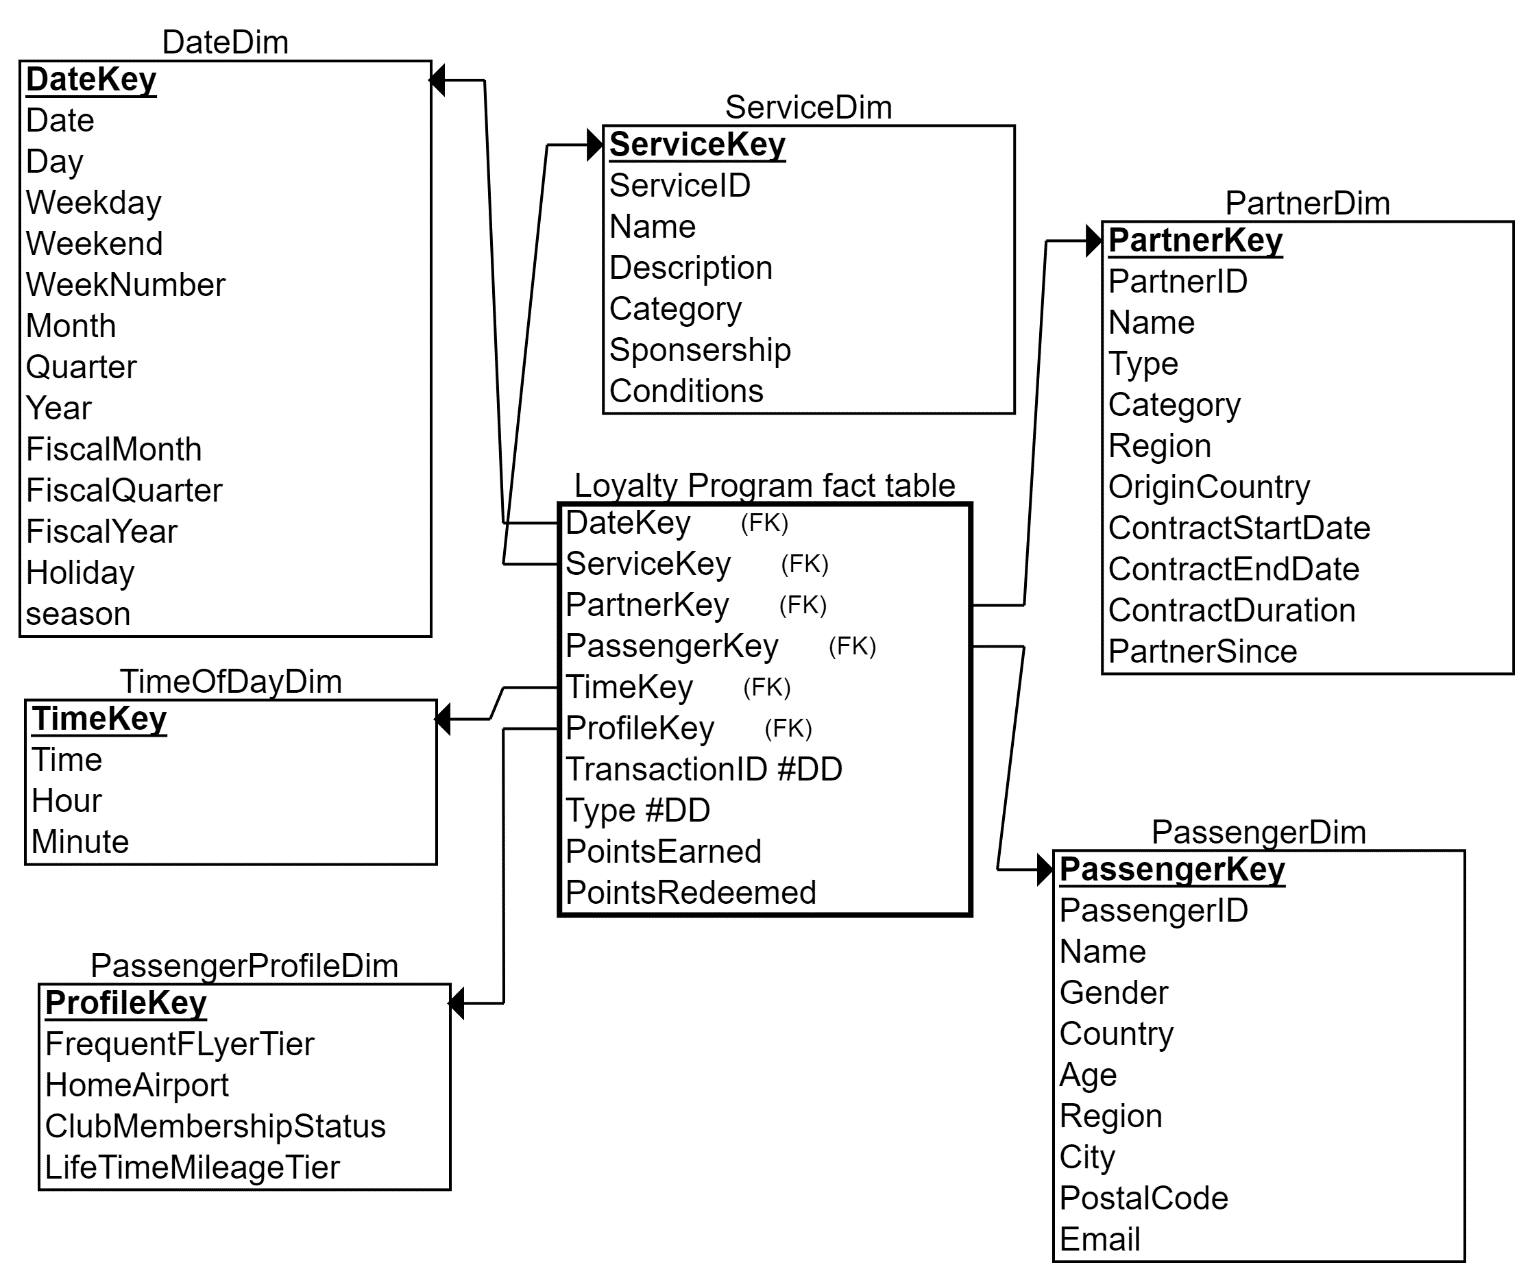 DateDim
DateKey
Date
Day
Weekday
Weekend
WeekNumber
Month
Quarter
Year
FiscalMonth
FiscalQuarter
FiscalYear
Holiday
season
ServiceDim
ServiceKey
ServiceID
Name
Description
Category
Sponsership
Conditions
PartnerDim
PartnerKey
PartnerID
Name
Type
Category
Region
OriginCountry
ContractStartDate
ContractEndDate
ContractDuration
PartnerSince
Loyalty Program fact table
DateKey (FK)
ServiceKey (FK)
PartnerKey (FK)
PassengerKey (FK)
TimeKey (FK)
ProfileKey (FK)
TransactionID #DD
Type #DD
PointsEarned
PointsRedeemed
TimeOfDayDim
TimeKey
Time
Hour
Minute
PassengerProfileDim
ProfileKey
FrequentFLyerTier
HomeAirport
ClubMembershipStatus
LifeTimeMileageTier
PassengerDim
PassengerKey
PassengerID
Name
Gender
Country
Age
Region
City
PostalCode
Email